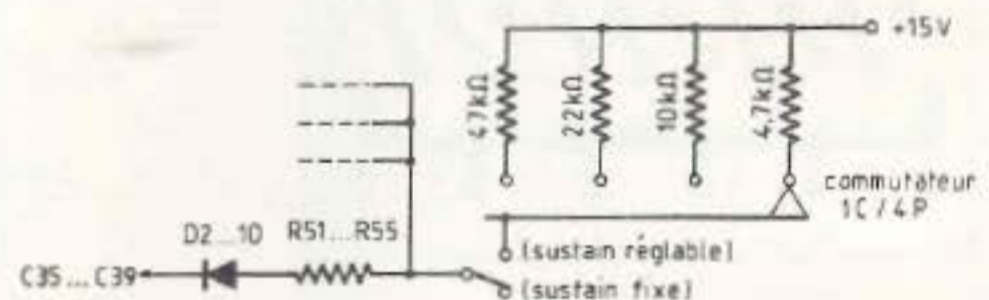 +15V
47kΩ
22kΩ
10kΩ
4,7kΩ
commutateur
1C/4P
D2...10
R51...R55
(sustain réglable)
C35...C39
(sustain fixe)